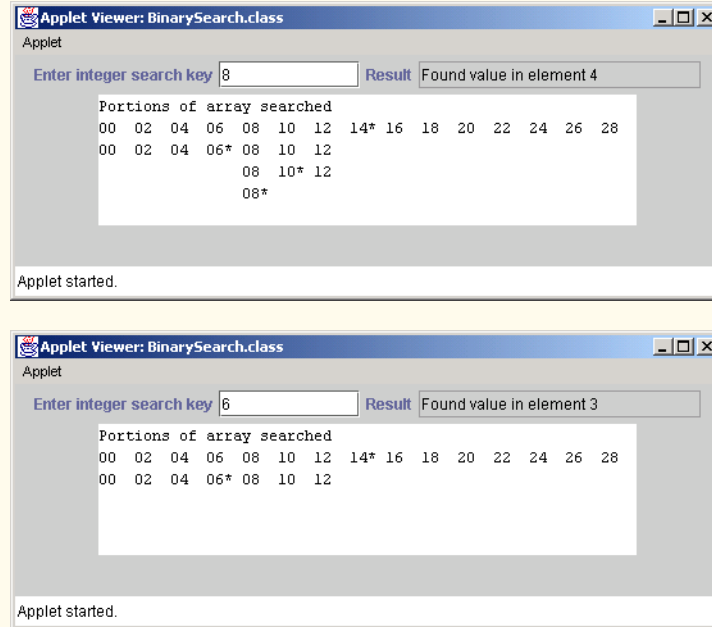 Applet Viewer: BinarySearch.class
Applet
Enter integer search key 8 Result Found value in element 4
Portions of array searched
00 02 04 06 08 10 12 14* 16 18 20 22 24 26 28
00 02 04 06* 08 10 12
08 10* 12
08*
Applet started.
Applet Viewer: BinarySearch.class
Applet
Enter integer search key 6 Result Found value in element 3
Portions of array searched
00 02 04 06 08 10 12 14* 16 18 20 22 24 26 28
00 02 04 06* 08 10 12
Applet started.